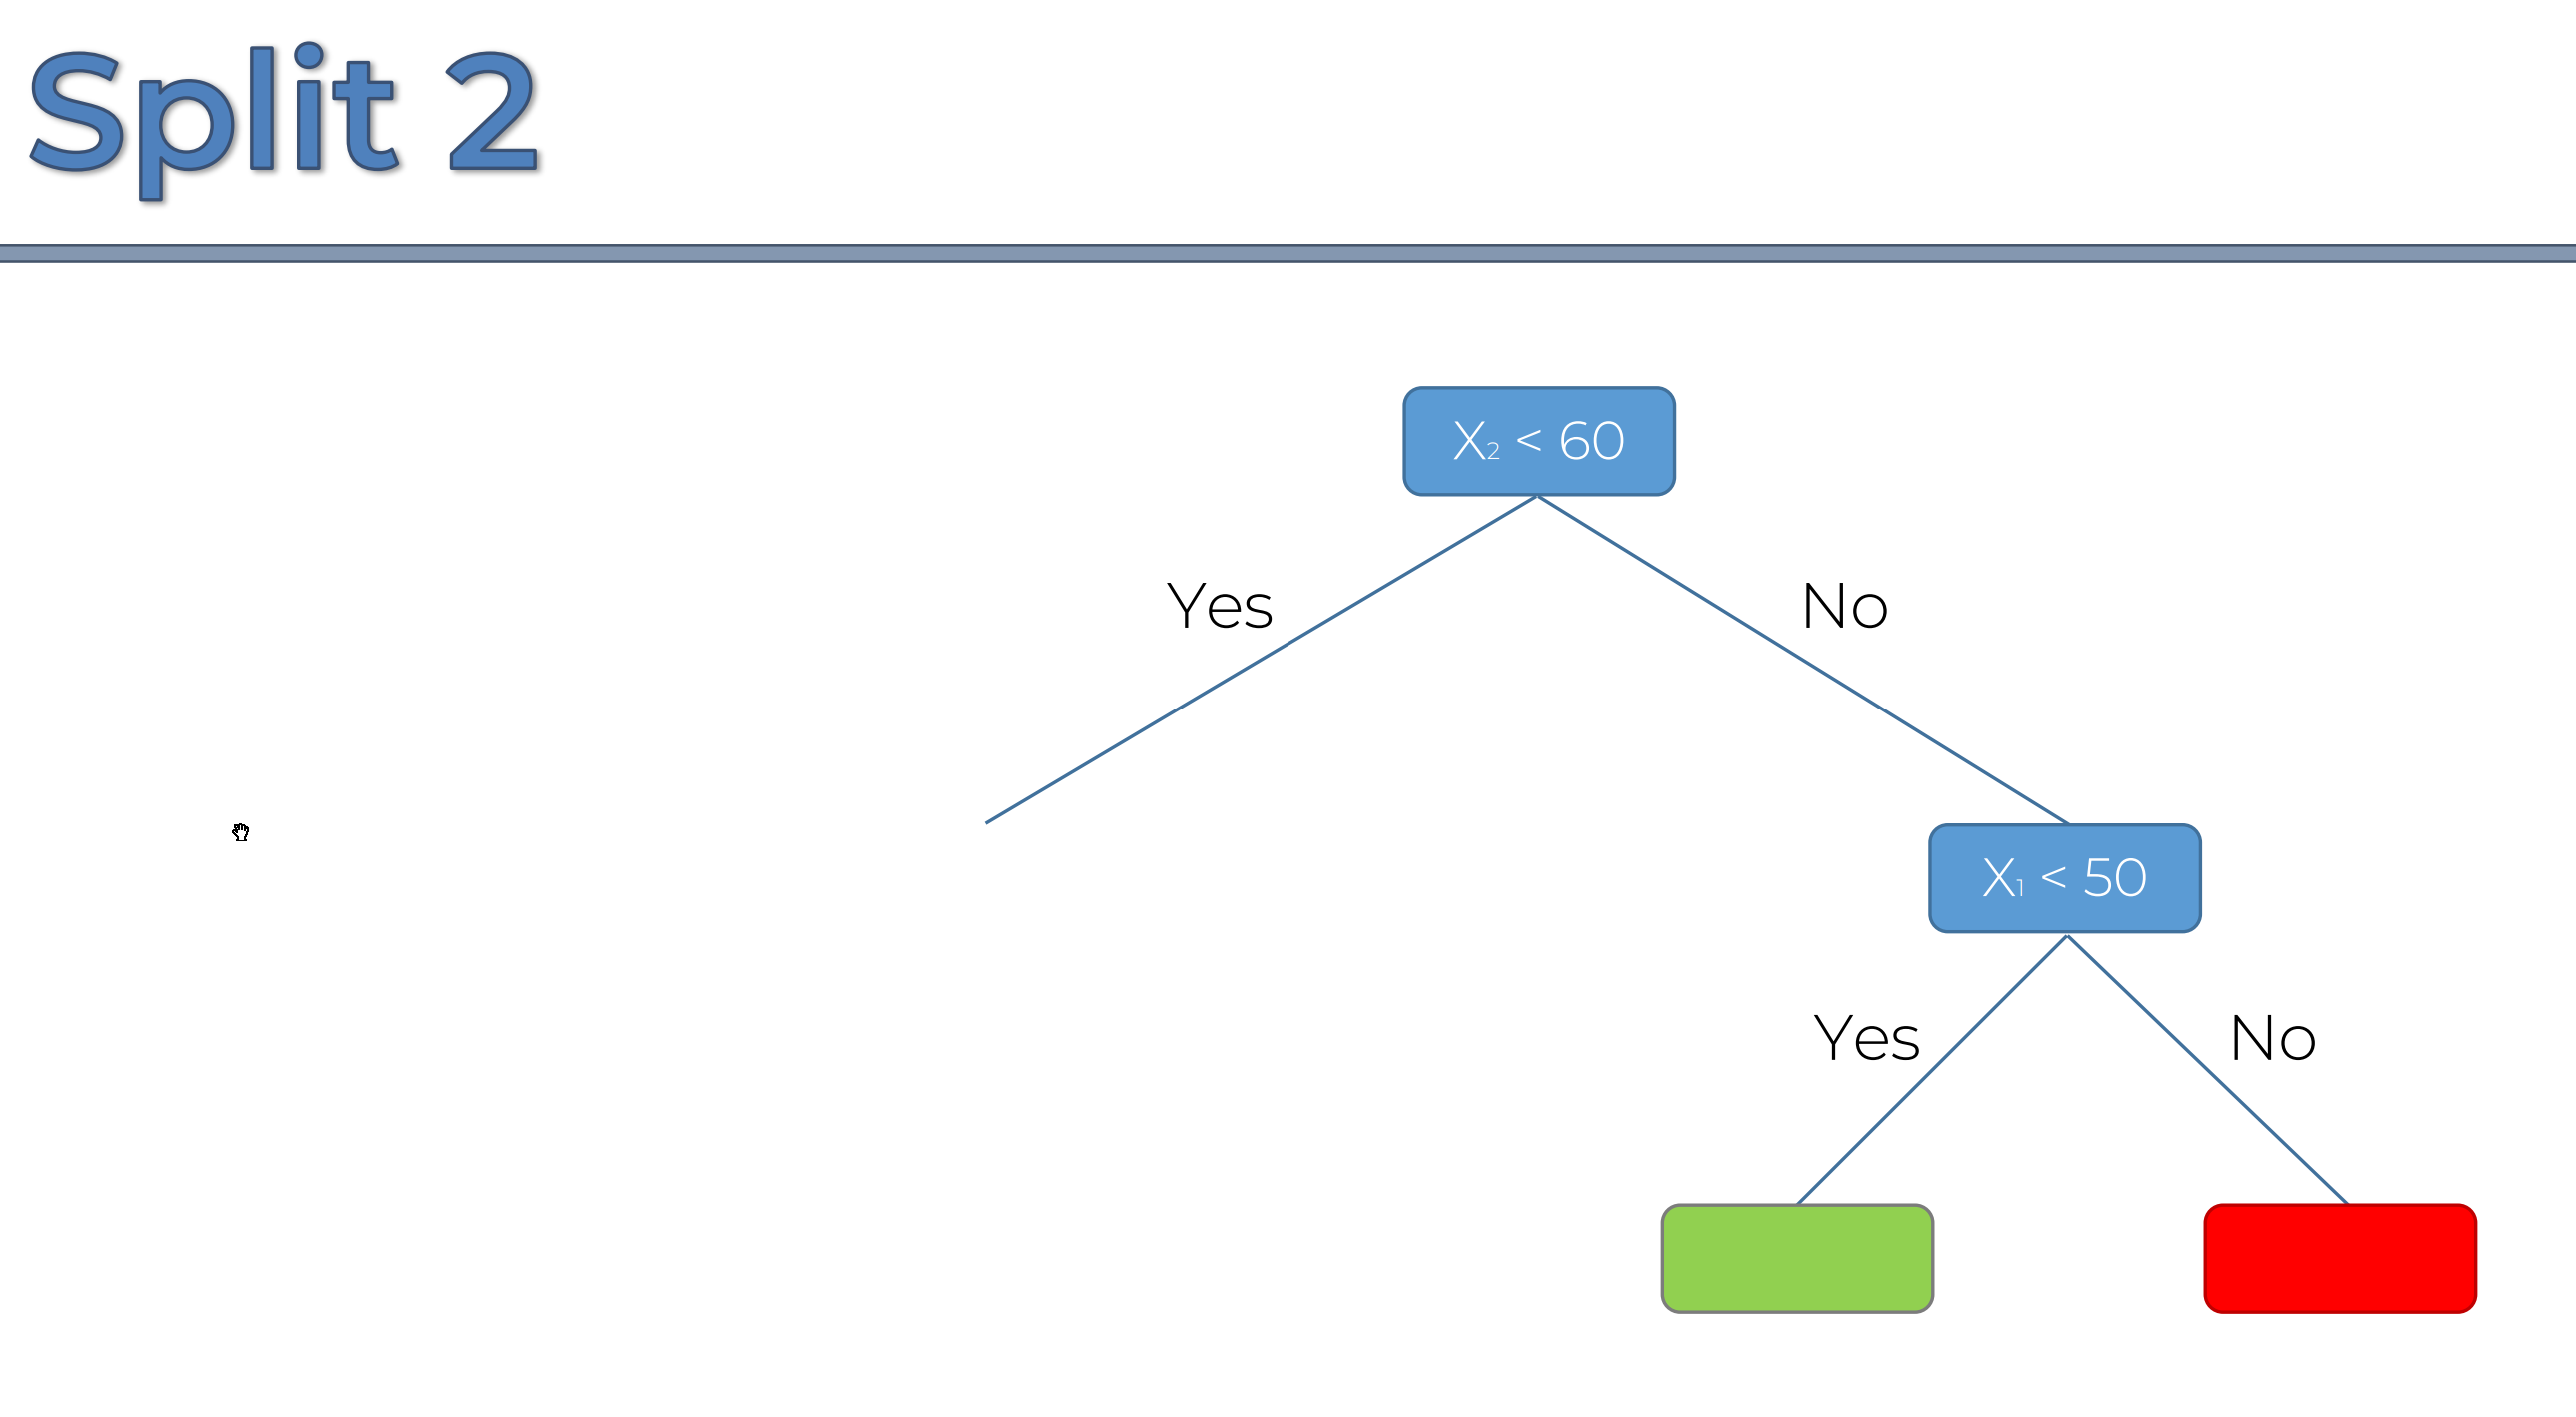 Split 2
X₂ < 60
Yes
No
X₁ < 50
Yes
No